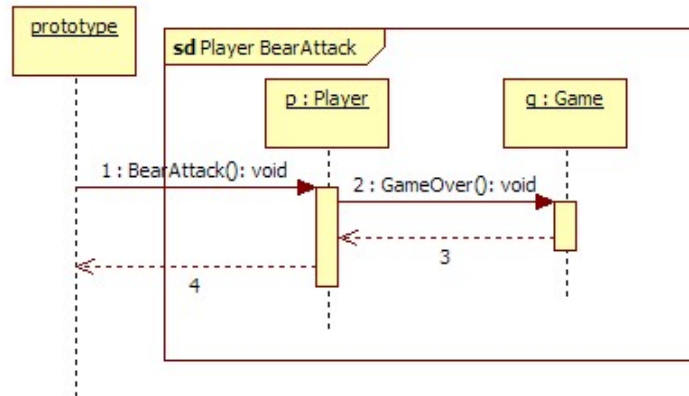 prototype
sd Player BearAttack
p : Player
g : Game
1 : BearAttack(): void
2 : GameOver(): void
3
4